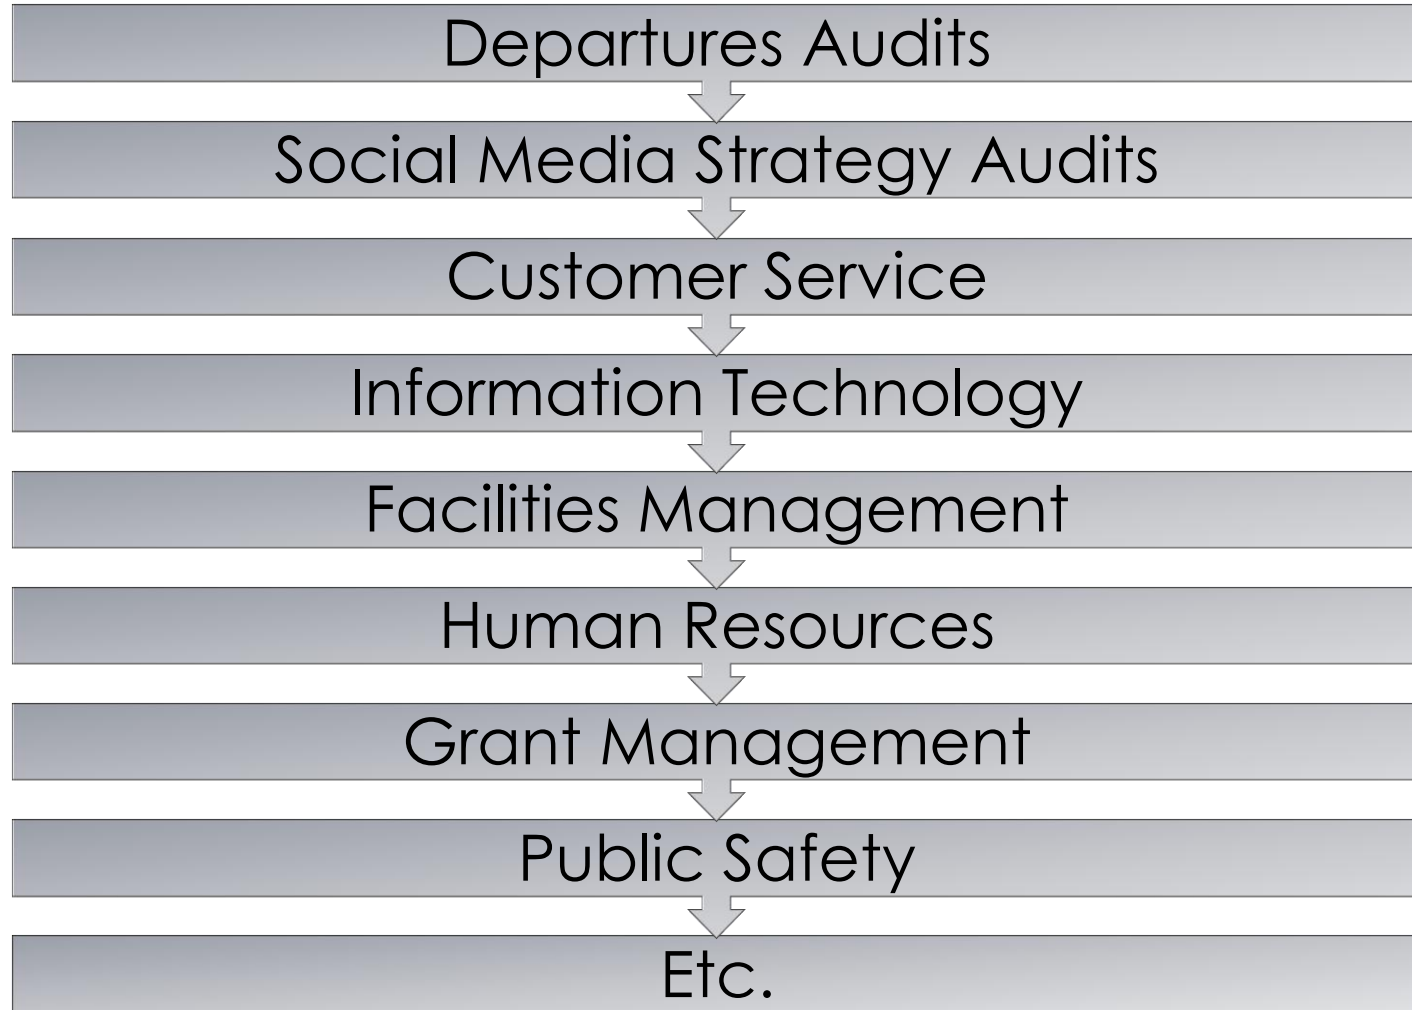 Departures Audits
Social Media Strategy Audits
Customer Service
Information Technology
Facilities Management
Human Resources
Grant Management
Public Safety
Etc.